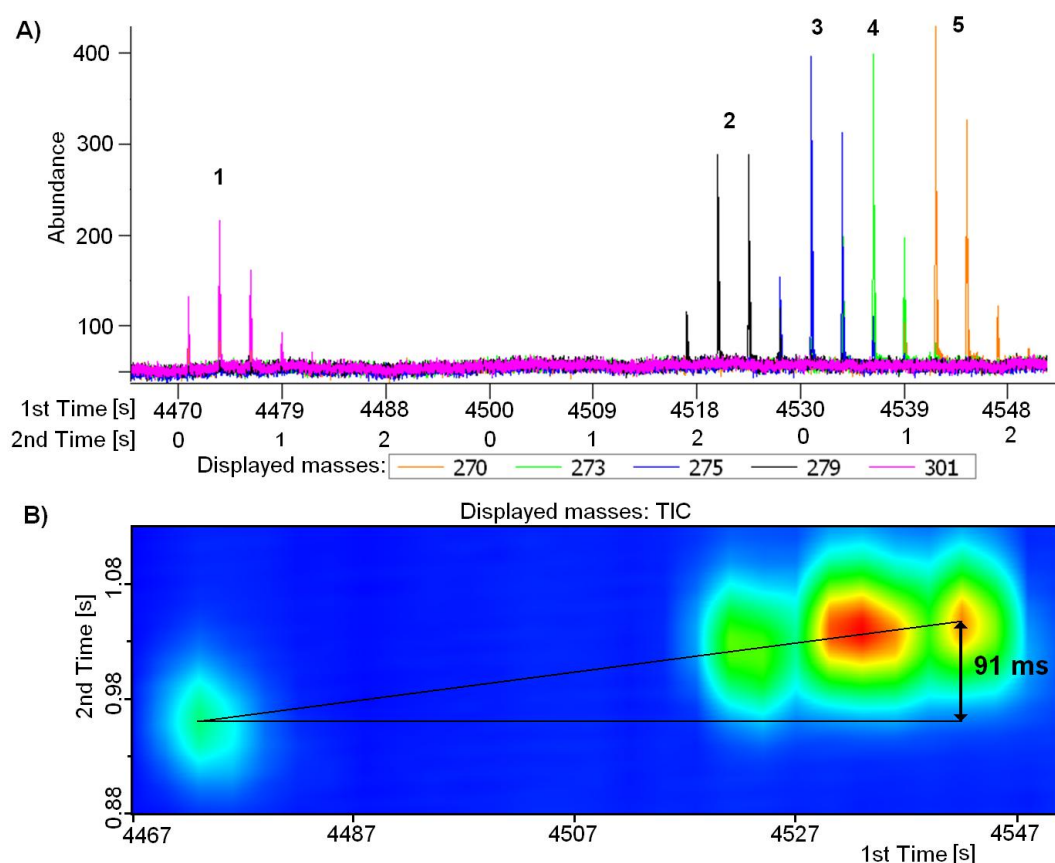 A)
Abundance
400
300
200
100
1
2
3
4
5
1st Time [s] 4470 4479 4488 4500 4509 4518 4530 4539 4548
2nd Time [s] 0 1 2 0 1 2 0 1 2
Displayed masses: 270 273 275 279 301
B)
Displayed masses: TIC
2nd Time [s]
1.08
0.98
0.88
91 ms
4467 4487 4507 4527 4547
1st Time [s]